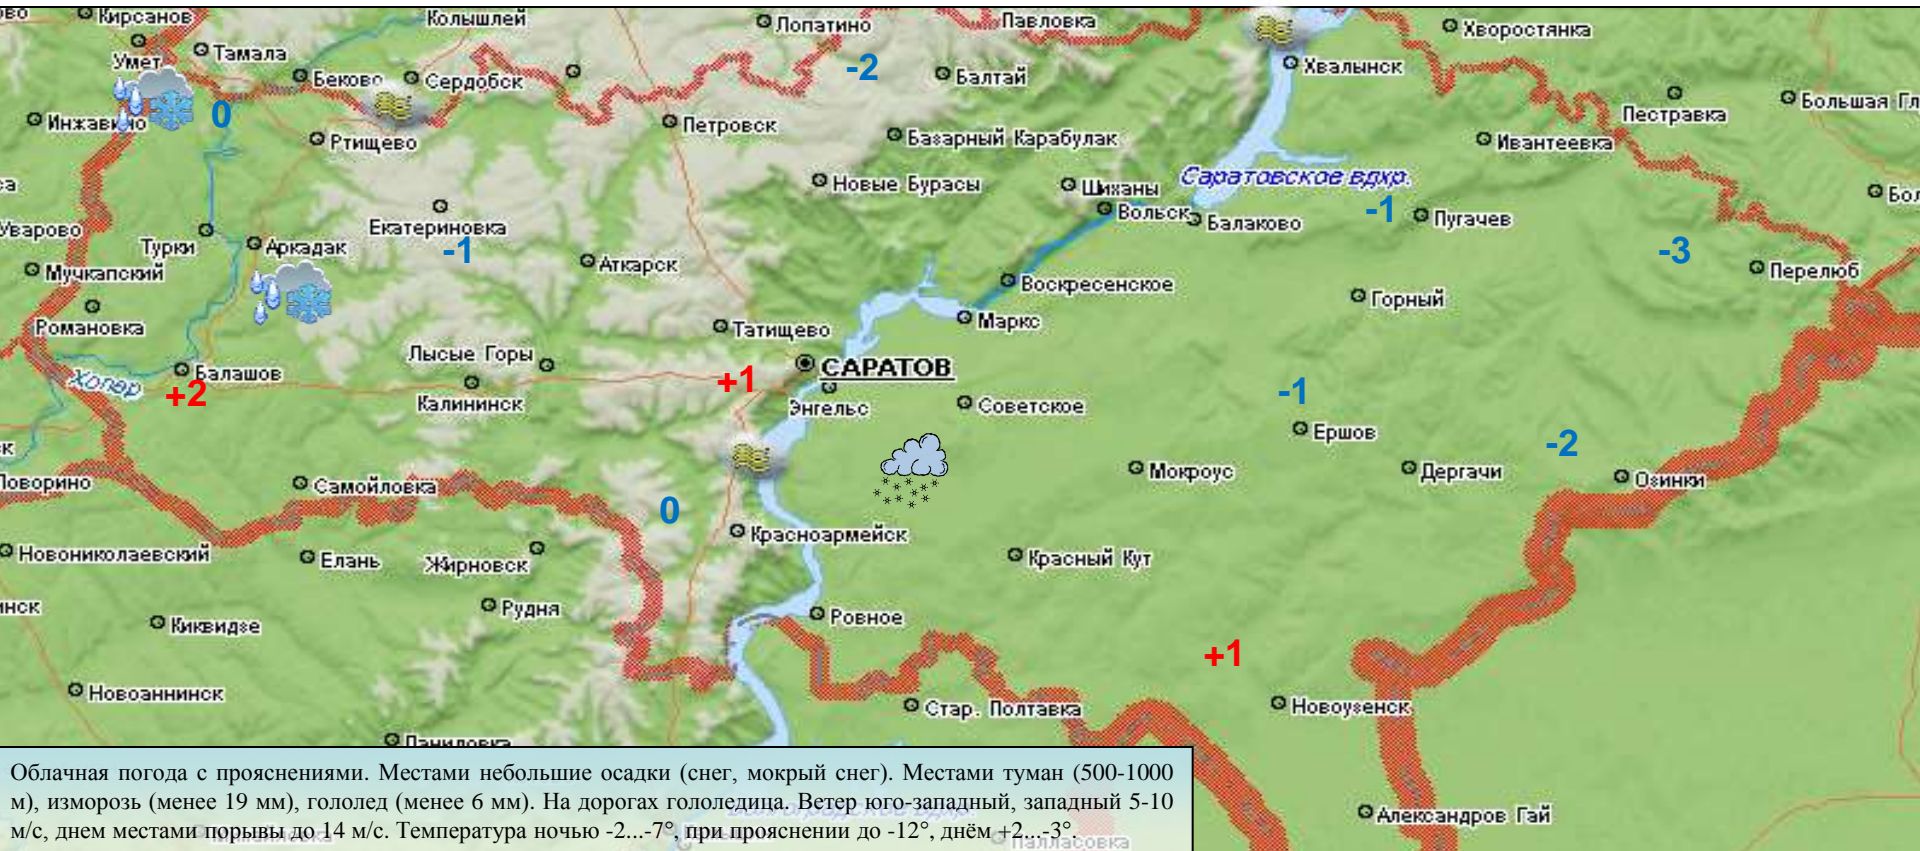 Кирсанов
Колышлей
Лопатино
Павловка
Хворостянка
Умет
Тамала
Беково
Сердобск
-2
Балтай
Хвалынск
Инжавино
0
Ртищево
Петровск
Базарный Карабулак
Пестравка
Большая Гл
Ивантеевка
Новые Бурасы
Шиханы
Саратовское вдхр.
Бол
Уварово
Турки
Аркадак
Екатериновка
-1
Вольск
Балаково
-1
Пугачев
-3
Мучкапский
Аткарск
Воскресенское
Горный
Перелюб
Романовка
Татищево
Маркс
Хопер
Балашов
+2
Лысые Горы
Калининск
+1
САРАТОВ
Энгельс
Советское
-1
Ершов
-2
Поворино
Самойловка
Мокроус
Дергачи
Озинки
0
Новониколаевский
Елань
Жирновск
Красноармейск
Красный Кут
нск
Киквидзе
Рудня
Ровное
+1
Новоаннинск
Стар. Полтавка
Новоузенск
Даниловка
Облачная погода с прояснениями. Местами небольшие осадки (снег, мокрый снег). Местами туман (500-1000
м), изморозь (менее 19 мм), гололед (менее 6 мм). На дорогах гололедица. Ветер юго-западный, западный 5-10
м/с, днем местами порывы до 14 м/с. Температура ночью -2...-7°, при прояснении до -12°, днём +2...-3°.
Александров Гай
Палласовка